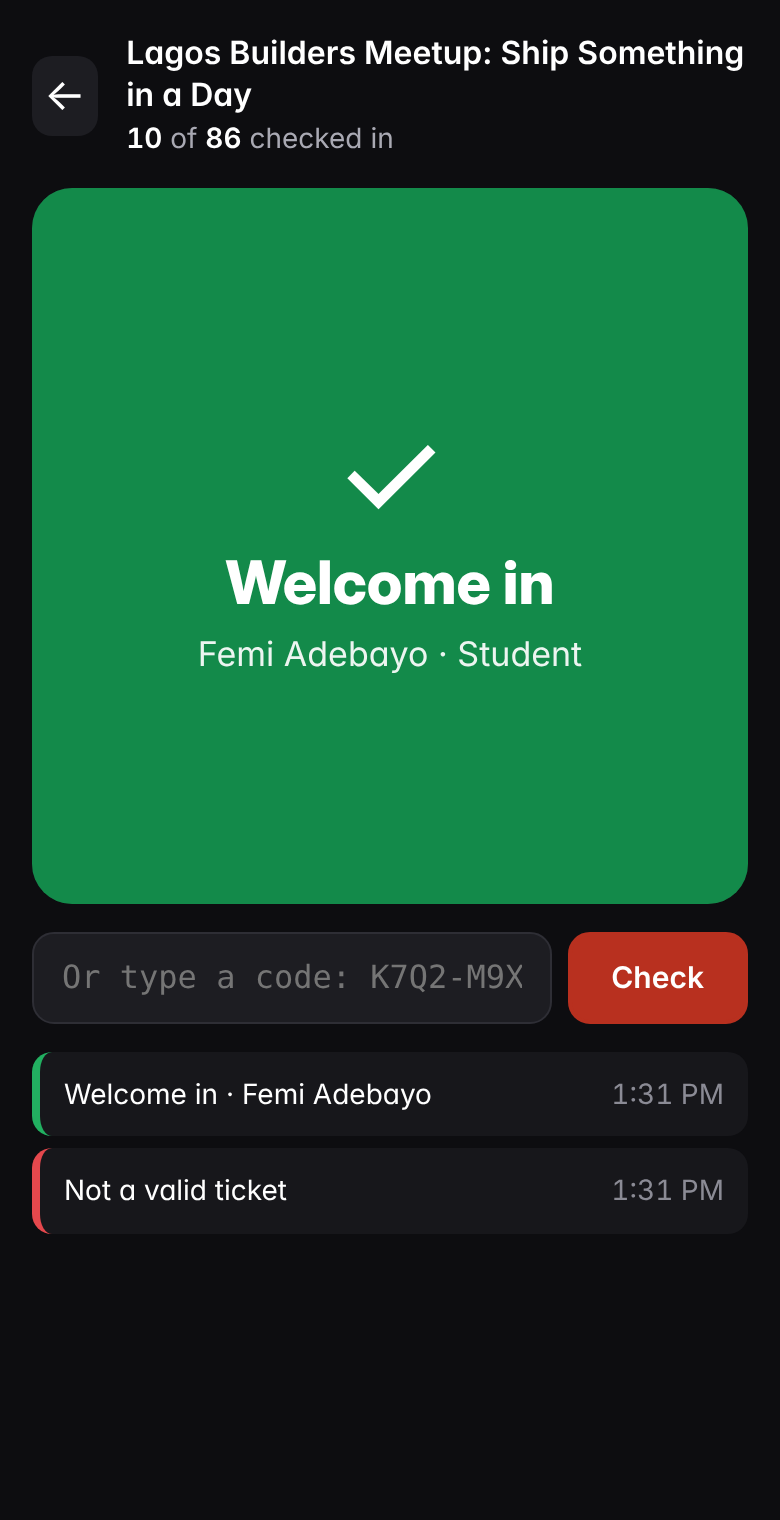 Lagos Builders Meetup: Ship Something
in a Day
10 of 86 checked in
Welcome in
Femi Adebayo · Student
Or type a code: K7Q2-M9X
Check
Welcome in · Femi Adebayo 1:31 PM
Not a valid ticket 1:31 PM